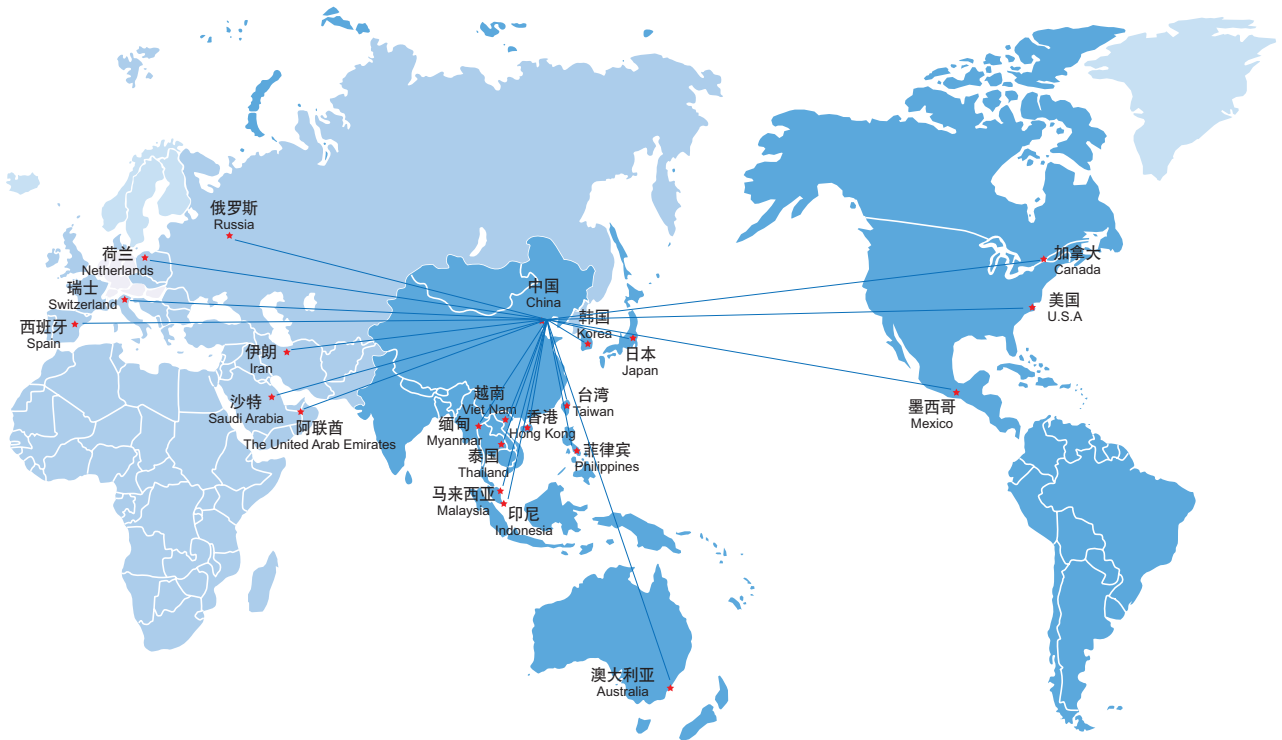 俄罗斯
Russia
荷兰
Netherlands
瑞士
Switzerland
西班牙
Spain
伊朗
Iran
沙特
Saudi Arabia
阿联酋
The United Arab Emirates
中国
China
韩国
Korea
日本
Japan
越南
Viet Nam
缅甸
Myanmar
泰国
Thailand
香港
Hong Kong
台湾
Taiwan
菲律宾
Philippines
马来西亚
Malaysia
印尼
Indonesia
澳大利亚
Australia
加拿大
Canada
美国
U.S.A
墨西哥
Mexico